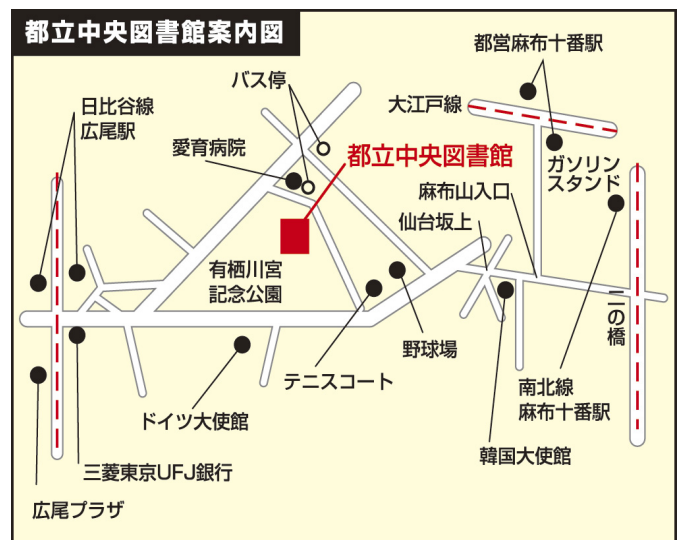 都立中央図書館案内図
バス停
都営麻布十番駅
日比谷線
広尾駅
大江戸線
愛育病院
都立中央図書館
ガソリン
スタンド
麻布山入口
仙台坂上
有栖川宮
記念公園
二の橋
野球場
テニスコート
南北線
麻布十番駅
ドイツ大使館
韓国大使館
三菱東京UFJ銀行
広尾プラザ